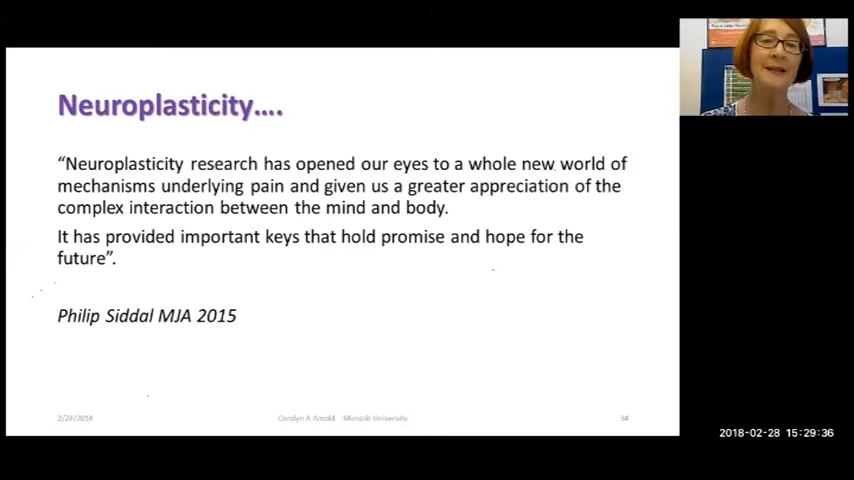 Neuroplasticity....
“Neuroplasticity research has opened our eyes to a whole new world of
mechanisms underlying pain and given us a greater appreciation of the
complex interaction between the mind and body.
It has provided important keys that hold promise and hope for the
future”.
Philip Siddal MJA 2015
2/28/2018 Carolyn A Arnold Monash University 54
2018-02-28 15:29:36